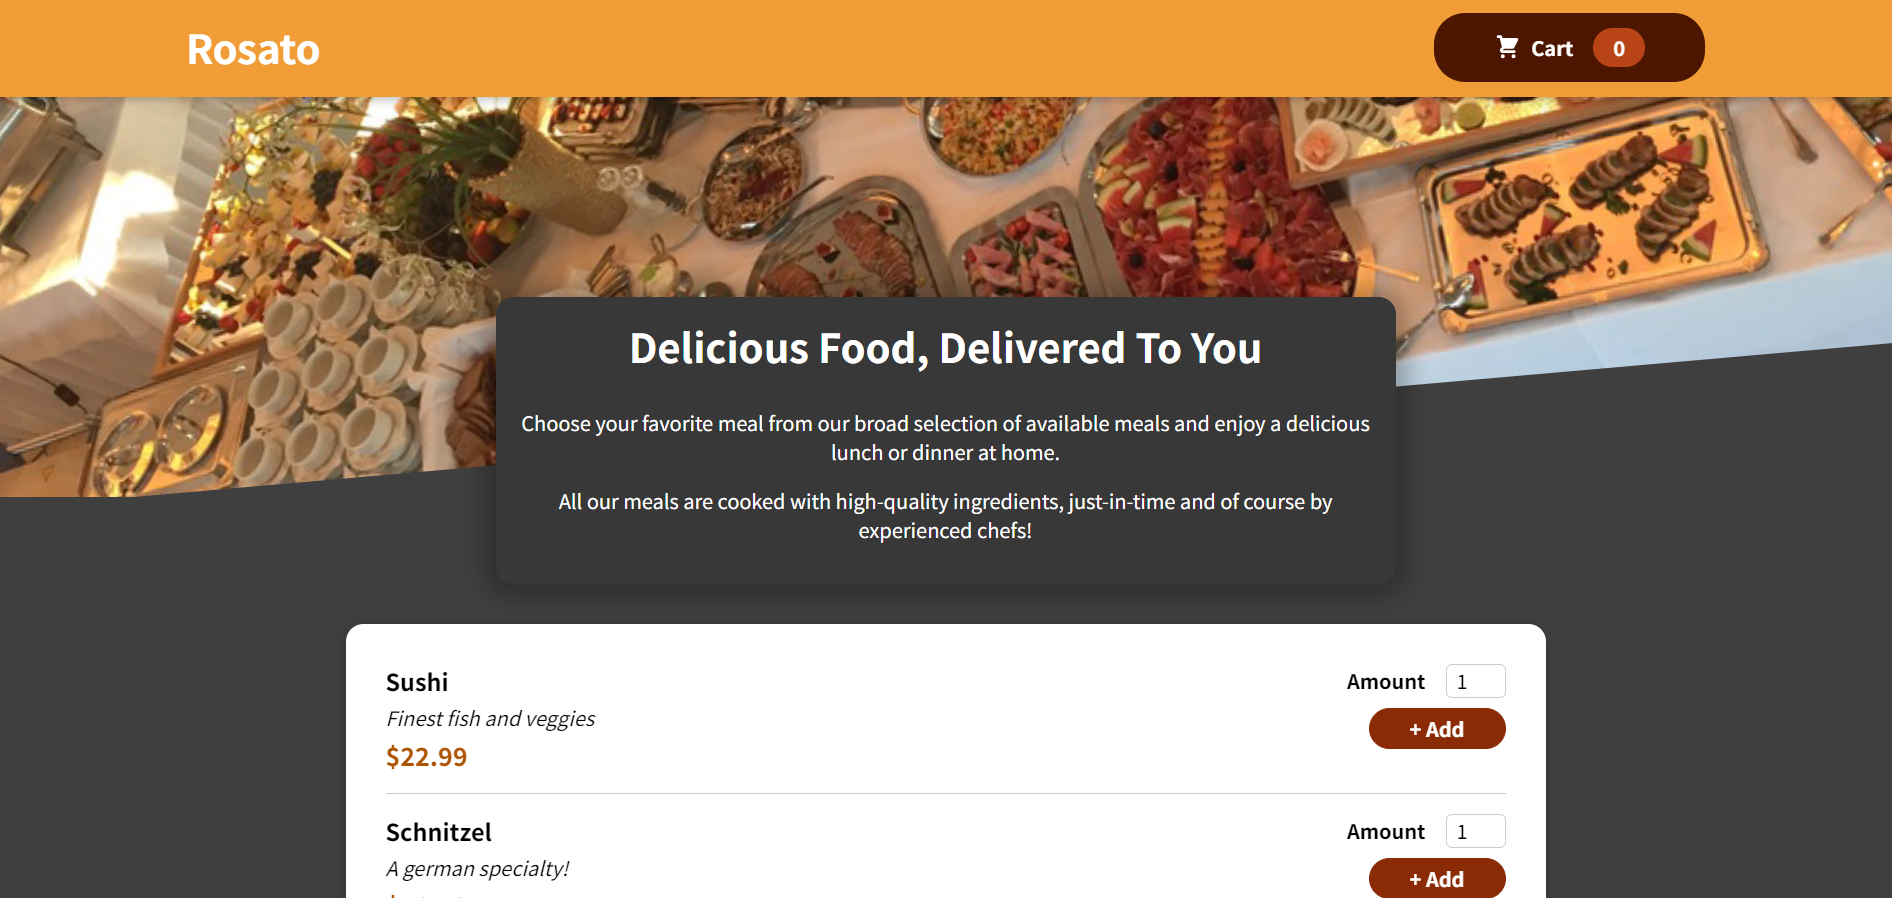 Rosato
Cart 0
Delicious Food, Delivered To You
Choose your favorite meal from our broad selection of available meals and enjoy a delicious
lunch or dinner at home.
All our meals are cooked with high-quality ingredients, just-in-time and of course by
experienced chefs!
Sushi
Finest fish and veggies
$22.99
Amount 1
+ Add
Schnitzel
A german specialty!
Amount 1
+ Add